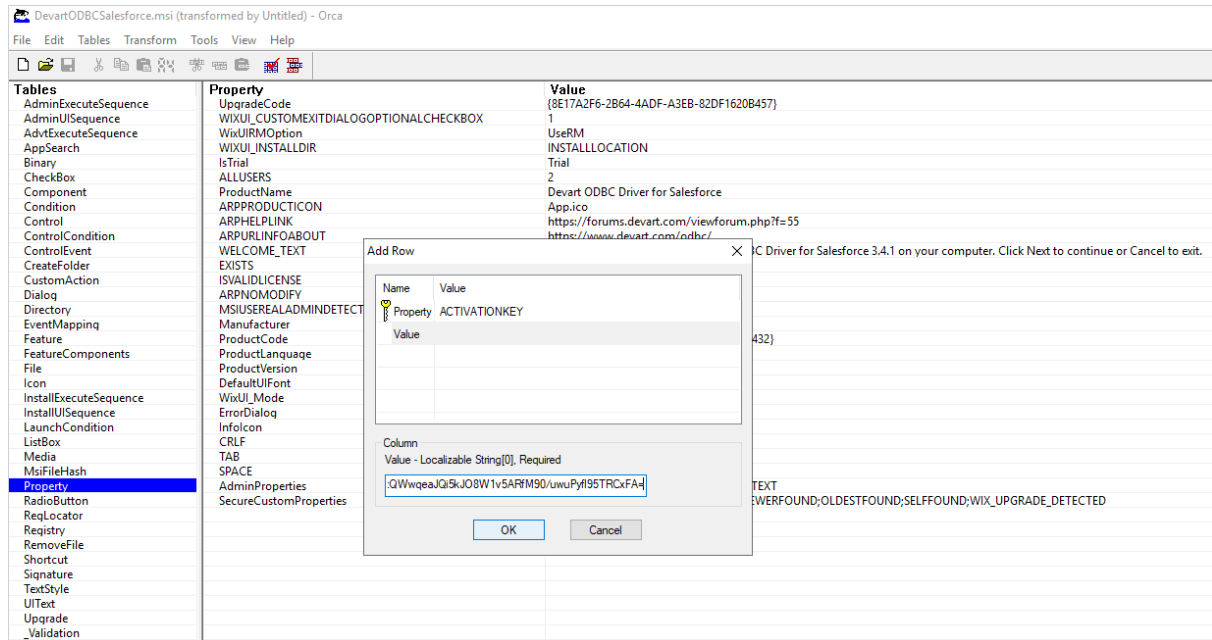 DevartODBCSalesforce.msi (transformed by Untitled) - Orca
File Edit Tables Transform Tools View Help
Tables Property Value
AdminExecuteSequence UpgradeCode {8E17A2F6-2B64-4ADF-A3EB-82DF1620B457}
AdminUISequence WIXUI_CUSTOMEXITDIALOGOPTIONALCHECKBOX 1
AdvtExecuteSequence WixUIRMOption UseRM
AppSearch WIXUI_INSTALLDIR INSTALLLOCATION
Binary IsTrial Trial
CheckBox ALLUSERS 2
Component ProductName Devart ODBC Driver for Salesforce
Condition ARPPRODUCTICON App.ico
Control ARPHELPLINK https://forums.devart.com/viewforum.php?f=55
ControlCondition ARPURLINFOABOUT https://www.devart.com/odbc/
ControlEvent WELCOME_TEXT Add Row C Driver for Salesforce 3.4.1 on your computer. Click Next to continue or Cancel to exit.
CreateFolder EXISTS
CustomAction ISVALIDLICENSE Name Value
Dialog ARPNOMODIFY
Directory MSIUSEREALADMINDETECT Property ACTIVATIONKEY
EventMapping Manufacturer Value
Feature ProductCode 432}
FeatureComponents ProductLanguage
File ProductVersion
Icon DefaultUIFont
InstallExecuteSequence WixUI_Mode
InstallUISequence ErrorDialog
LaunchCondition InfoIcon
ListBox CRLF Column
Media TAB Value - Localizable String[0], Required
MsiFileHash SPACE
Property AdminProperties :QWwqeaJQi5kJO8W1v5ARfM90/uwuPyfI95TRCxFA= TEXT
RadioButton SecureCustomProperties EWERFOUND;OLDESTFOUND;SELFFOUND;WIX_UPGRADE_DETECTED
RegLocator
Registry OK Cancel
RemoveFile
Shortcut
Signature
TextStyle
UIText
Upgrade
_Validation